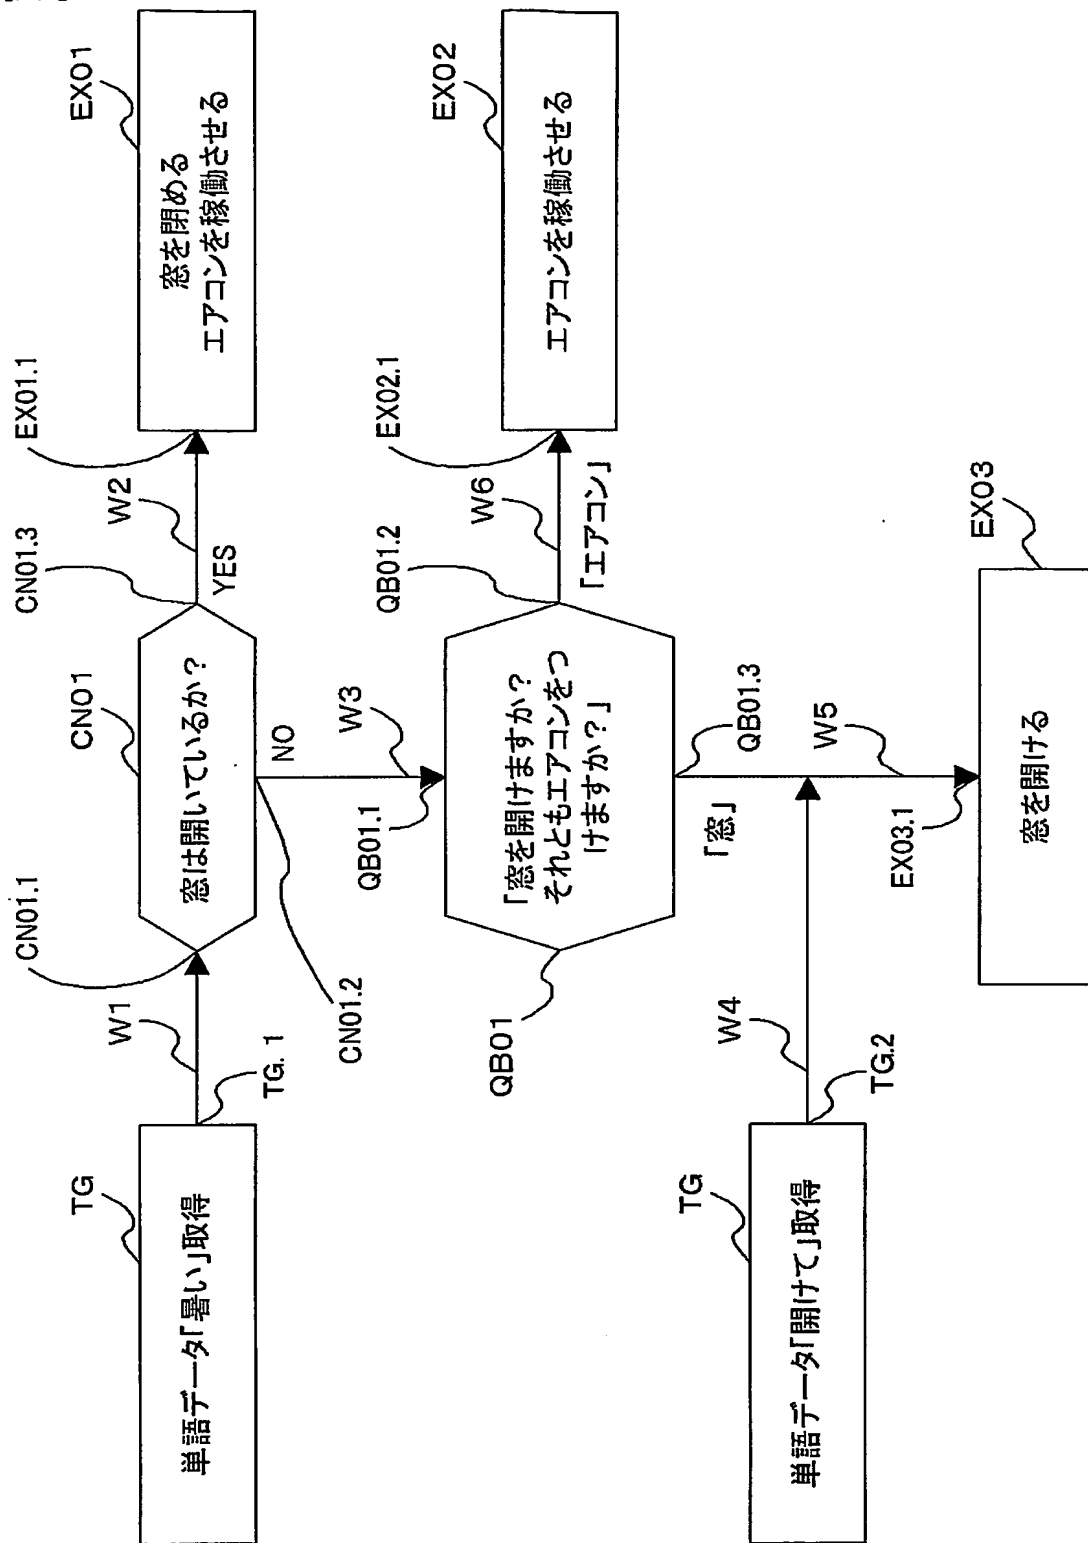 TG
単語データ「暑い」取得
TG. 1
W1
CN01.1
CN01
窓は開いているか？
CN01.2
NO
CN01.3
YES
W2
EX01.1
EX01
窓を閉める
エアコンを稼働させる
W3
QB01.1
QB01
「窓を開けますか？
それともエアコンをつ
けますか？」
QB01.2
「エアコン」
W6
EX02.1
EX02
エアコンを稼働させる
QB01.3
「窓」
TG
単語データ「開けて」取得
TG.2
W4
W5
EX03.1
EX03
窓を開ける